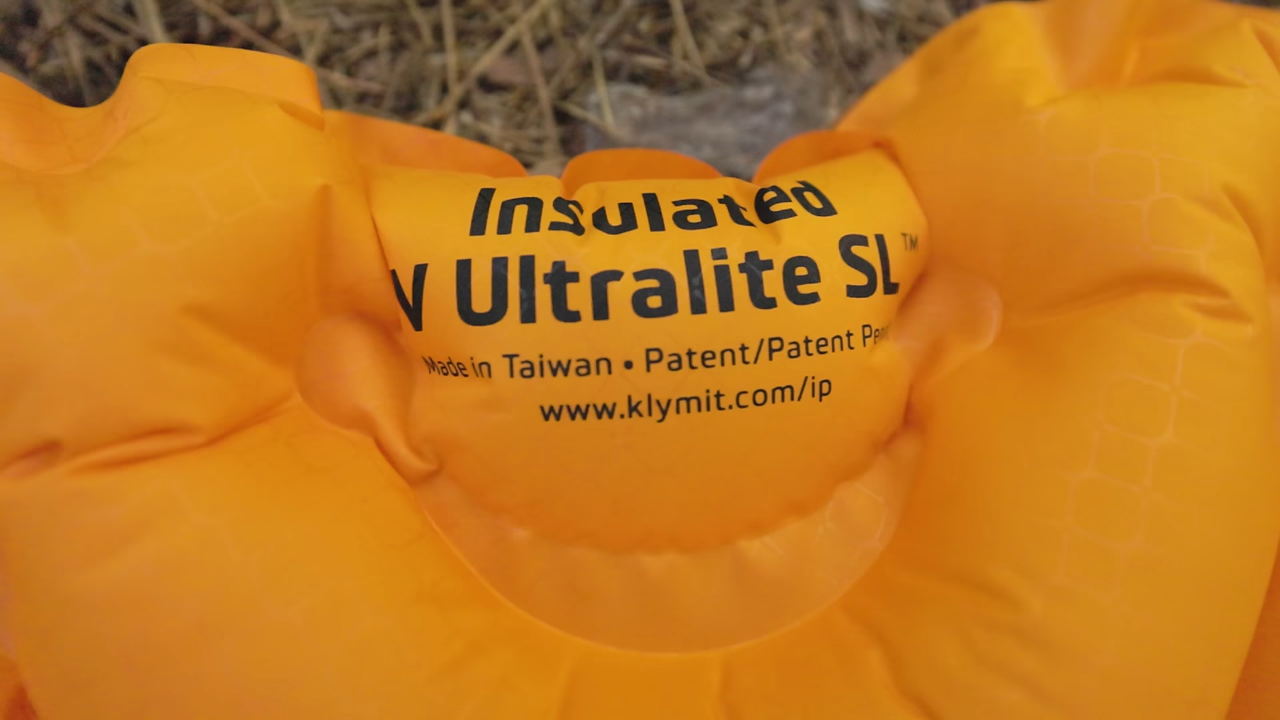 Insulated
V Ultralite SL™
Made in Taiwan • Patent/Patent
www.klymit.com/ip